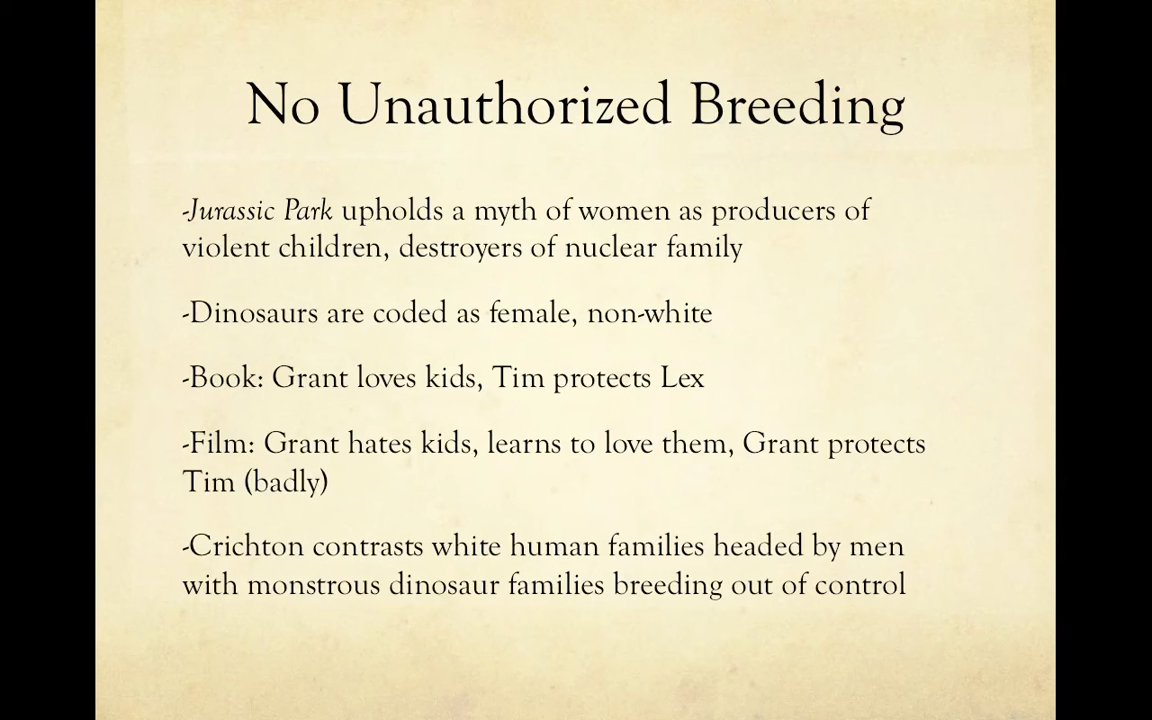 No Unauthorized Breeding
-Jurassic Park upholds a myth of women as producers of
violent children, destroyers of nuclear family
-Dinosaurs are coded as female, non-white
-Book: Grant loves kids, Tim protects Lex
-Film: Grant hates kids, learns to love them, Grant protects
Tim (badly)
-Crichton contrasts white human families headed by men
with monstrous dinosaur families breeding out of control